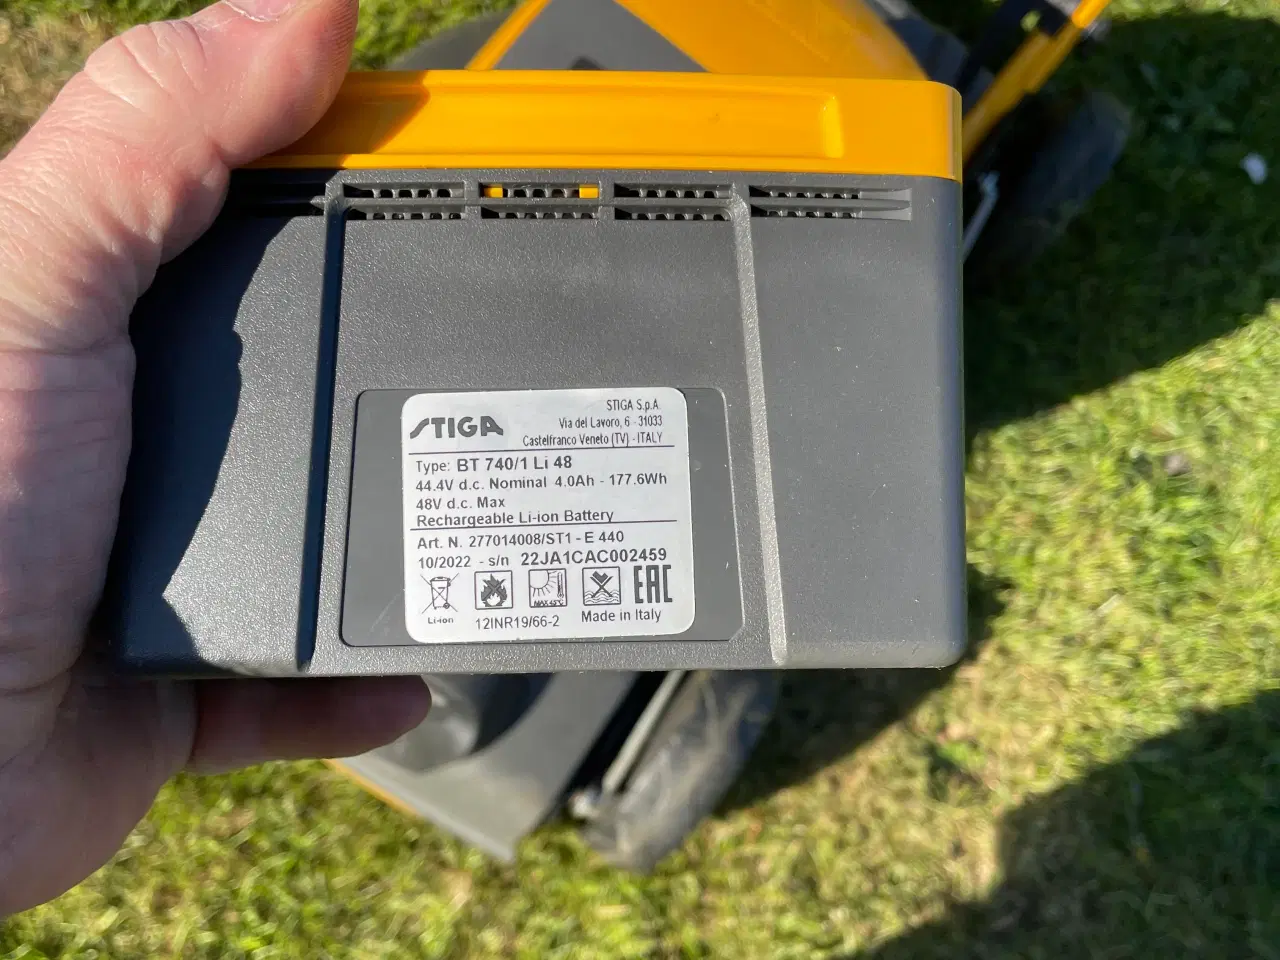 STIGA
STIGA S.p.A.
Via del Lavoro, 6 - 31033
Castelfranco Veneto (TV) - ITALY
Type: BT 740/1 Li 48
44.4V d.c. Nominal 4.0Ah - 177.6Wh
48V d.c. Max
Rechargeable Li-ion Battery
Art. N. 277014008/ST1 - E 440
10/2022 - s/n 22JA1CAC002459
MAX 45°C
EAC
Li-ion
12INR19/66-2
Made in Italy